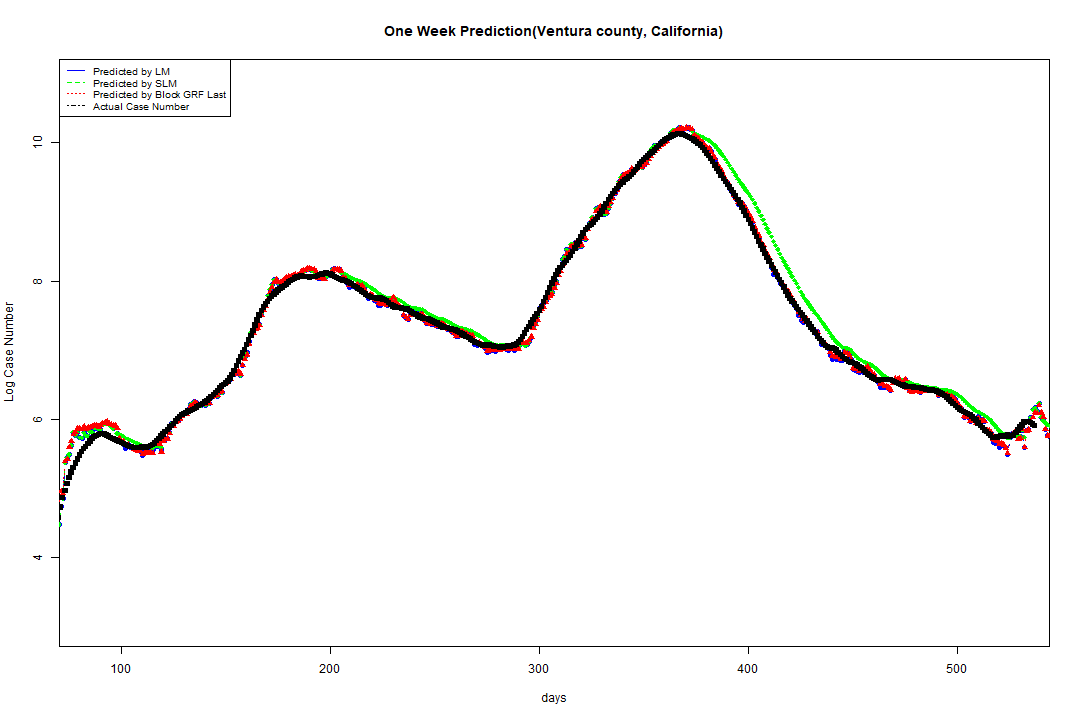 One Week Prediction(Ventura county, California)
Predicted by LM
Predicted by SLM
Predicted by Block GRF Last
Actual Case Number
10
8
6
4
Log Case Number
100 200 300 400 500
days